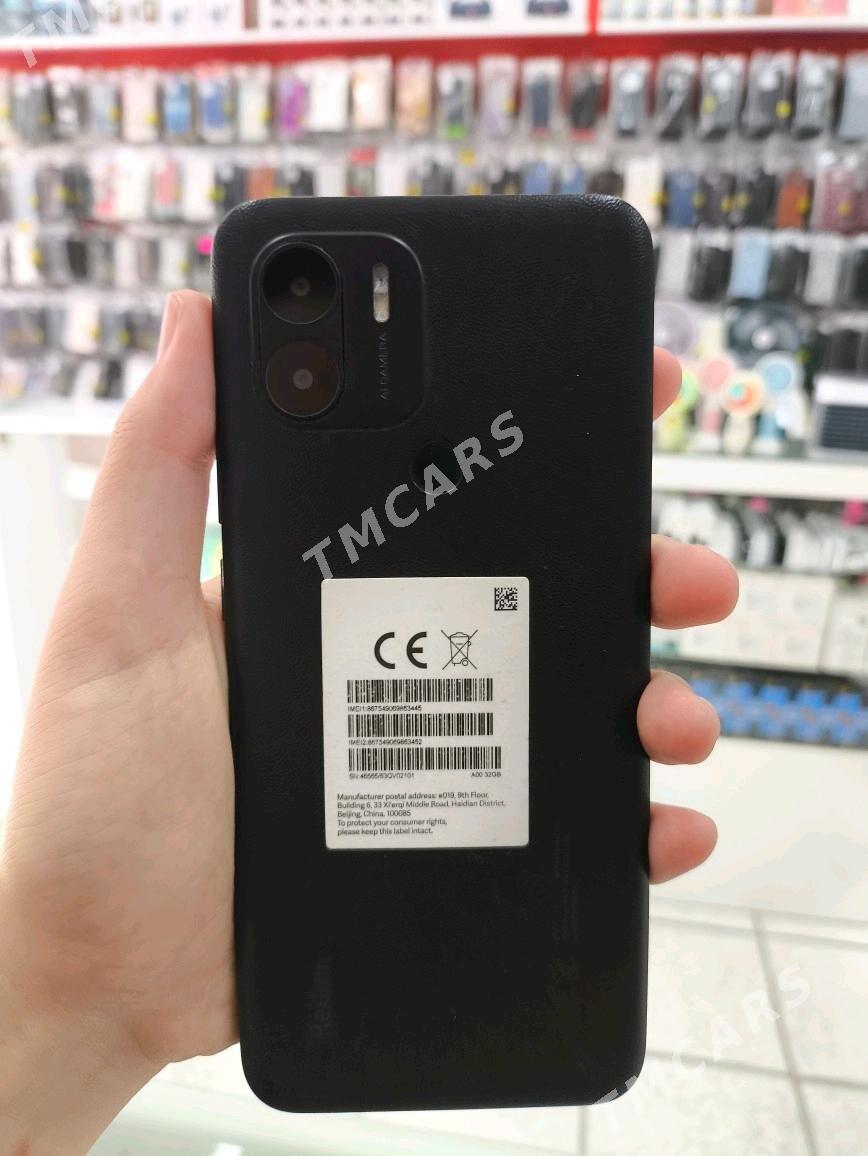 TMCARS
AI CAMERA
TMCARS
CE
IMEI1:867549069863445
IMEI2:867549069863452
SN:46565/63QV02101 A00 32GB
Manufacturer postal address: #019, 9th Floor,
Building 6, 33 Xi'erqi Middle Road, Haidian District,
Beijing, China, 100085
To protect your consumer rights,
please keep this label intact.
Redmi
TMCARS